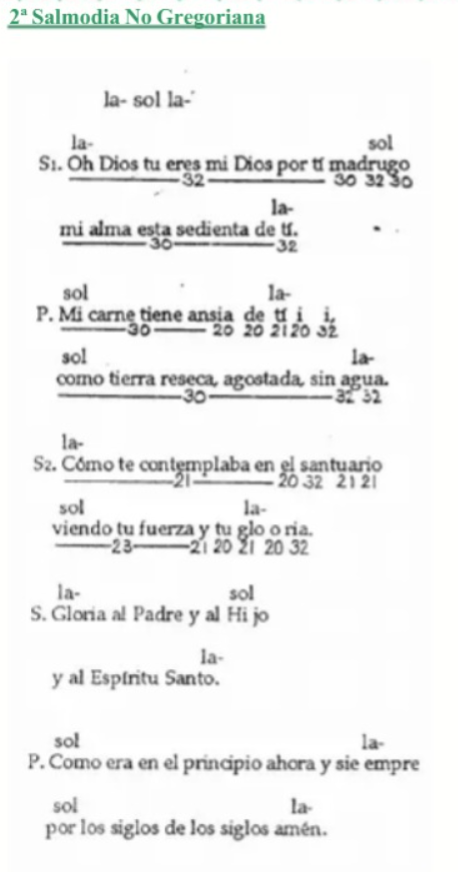 2ª Salmodia No Gregoriana
la- sol la-
la- sol
S1. Oh Dios tu eres mi Dios por tí madrugo
32 30 32 30
la-
mi alma esta sedienta de tí.
30 32
sol la-
P. Mi carne tiene ansia de tí i i,
30 20 20 21 20 32
sol la-
como tierra reseca, agostada, sin agua.
30 32 32
la-
S2. Cómo te contemplaba en el santuario
21 20 32 21 21
sol la-
viendo tu fuerza y tu glo o ria.
23 21 20 21 20 32
la- sol
S. Gloria al Padre y al Hi jo
la-
y al Espíritu Santo.
sol la-
P. Como era en el principio ahora y sie empre
sol la-
por los siglos de los siglos amén.